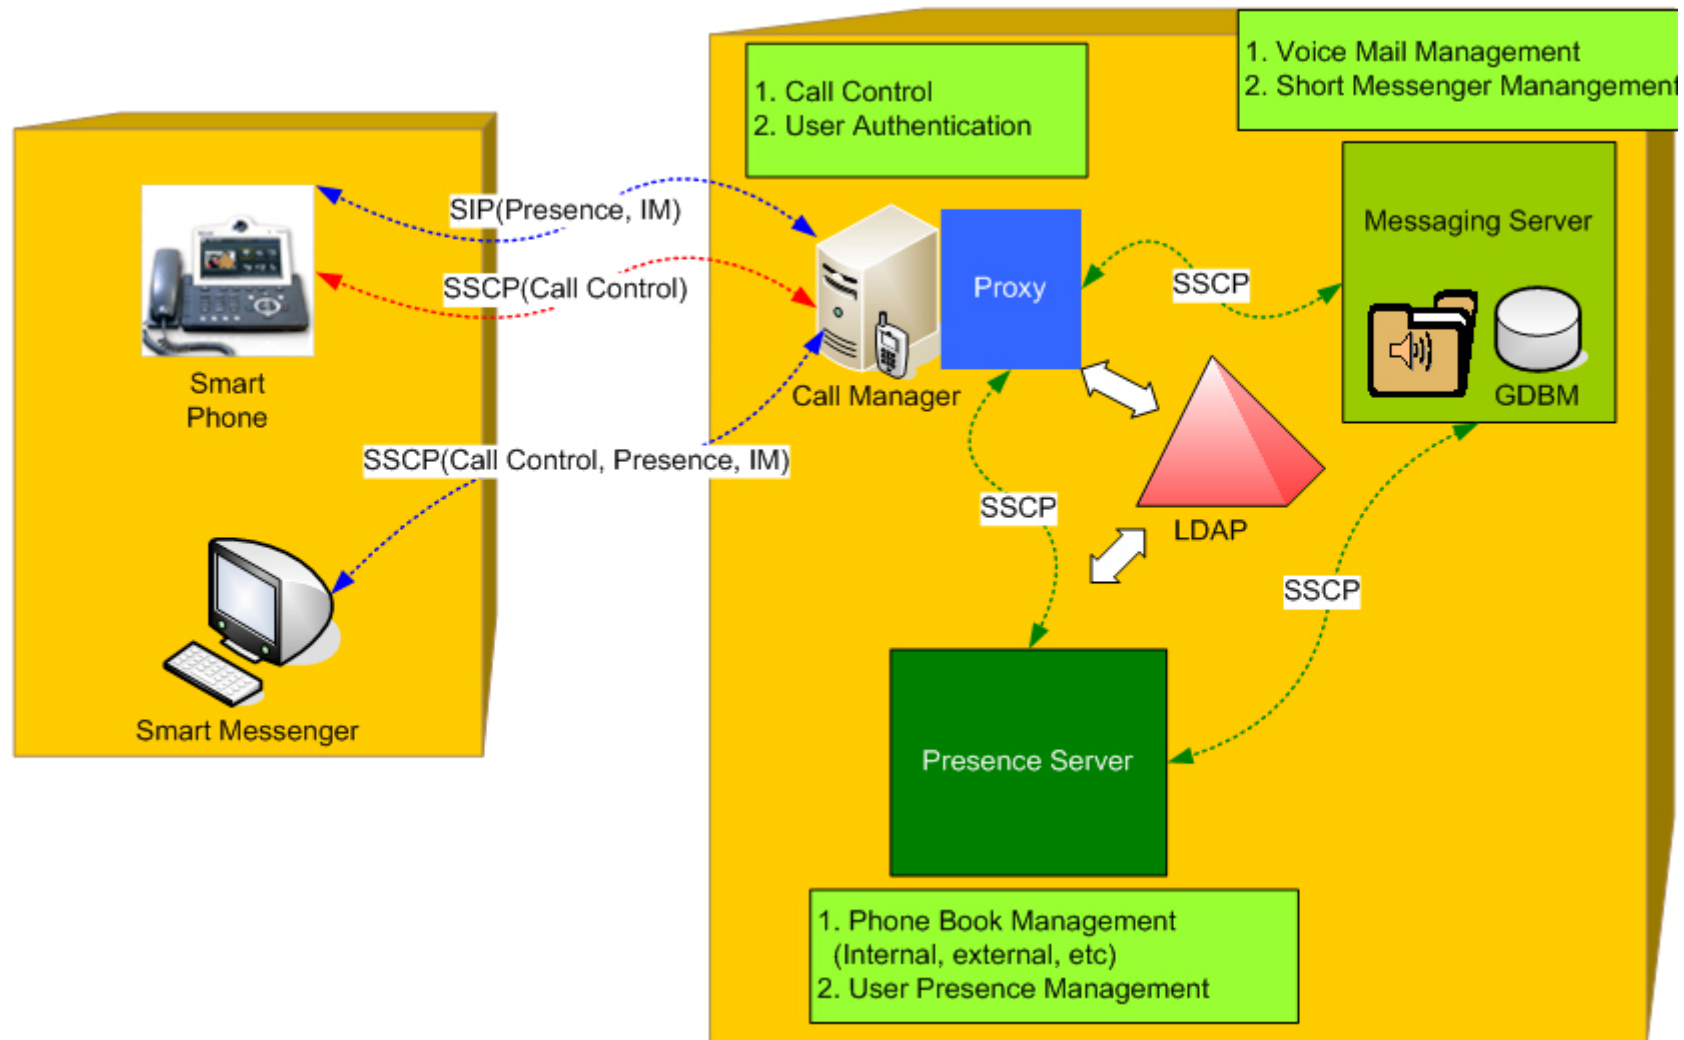 1. Voice Mail Management
2. Short Messenger Manangement
1. Call Control
2. User Authentication
SIP(Presence, IM)
Messaging Server
SSCP(Call Control)
Proxy
SSCP
Smart
Phone
Call Manager
GDBM
SSCP(Call Control, Presence, IM)
SSCP
LDAP
SSCP
Smart Messenger
Presence Server
1. Phone Book Management
(Internal, external, etc)
2. User Presence Management